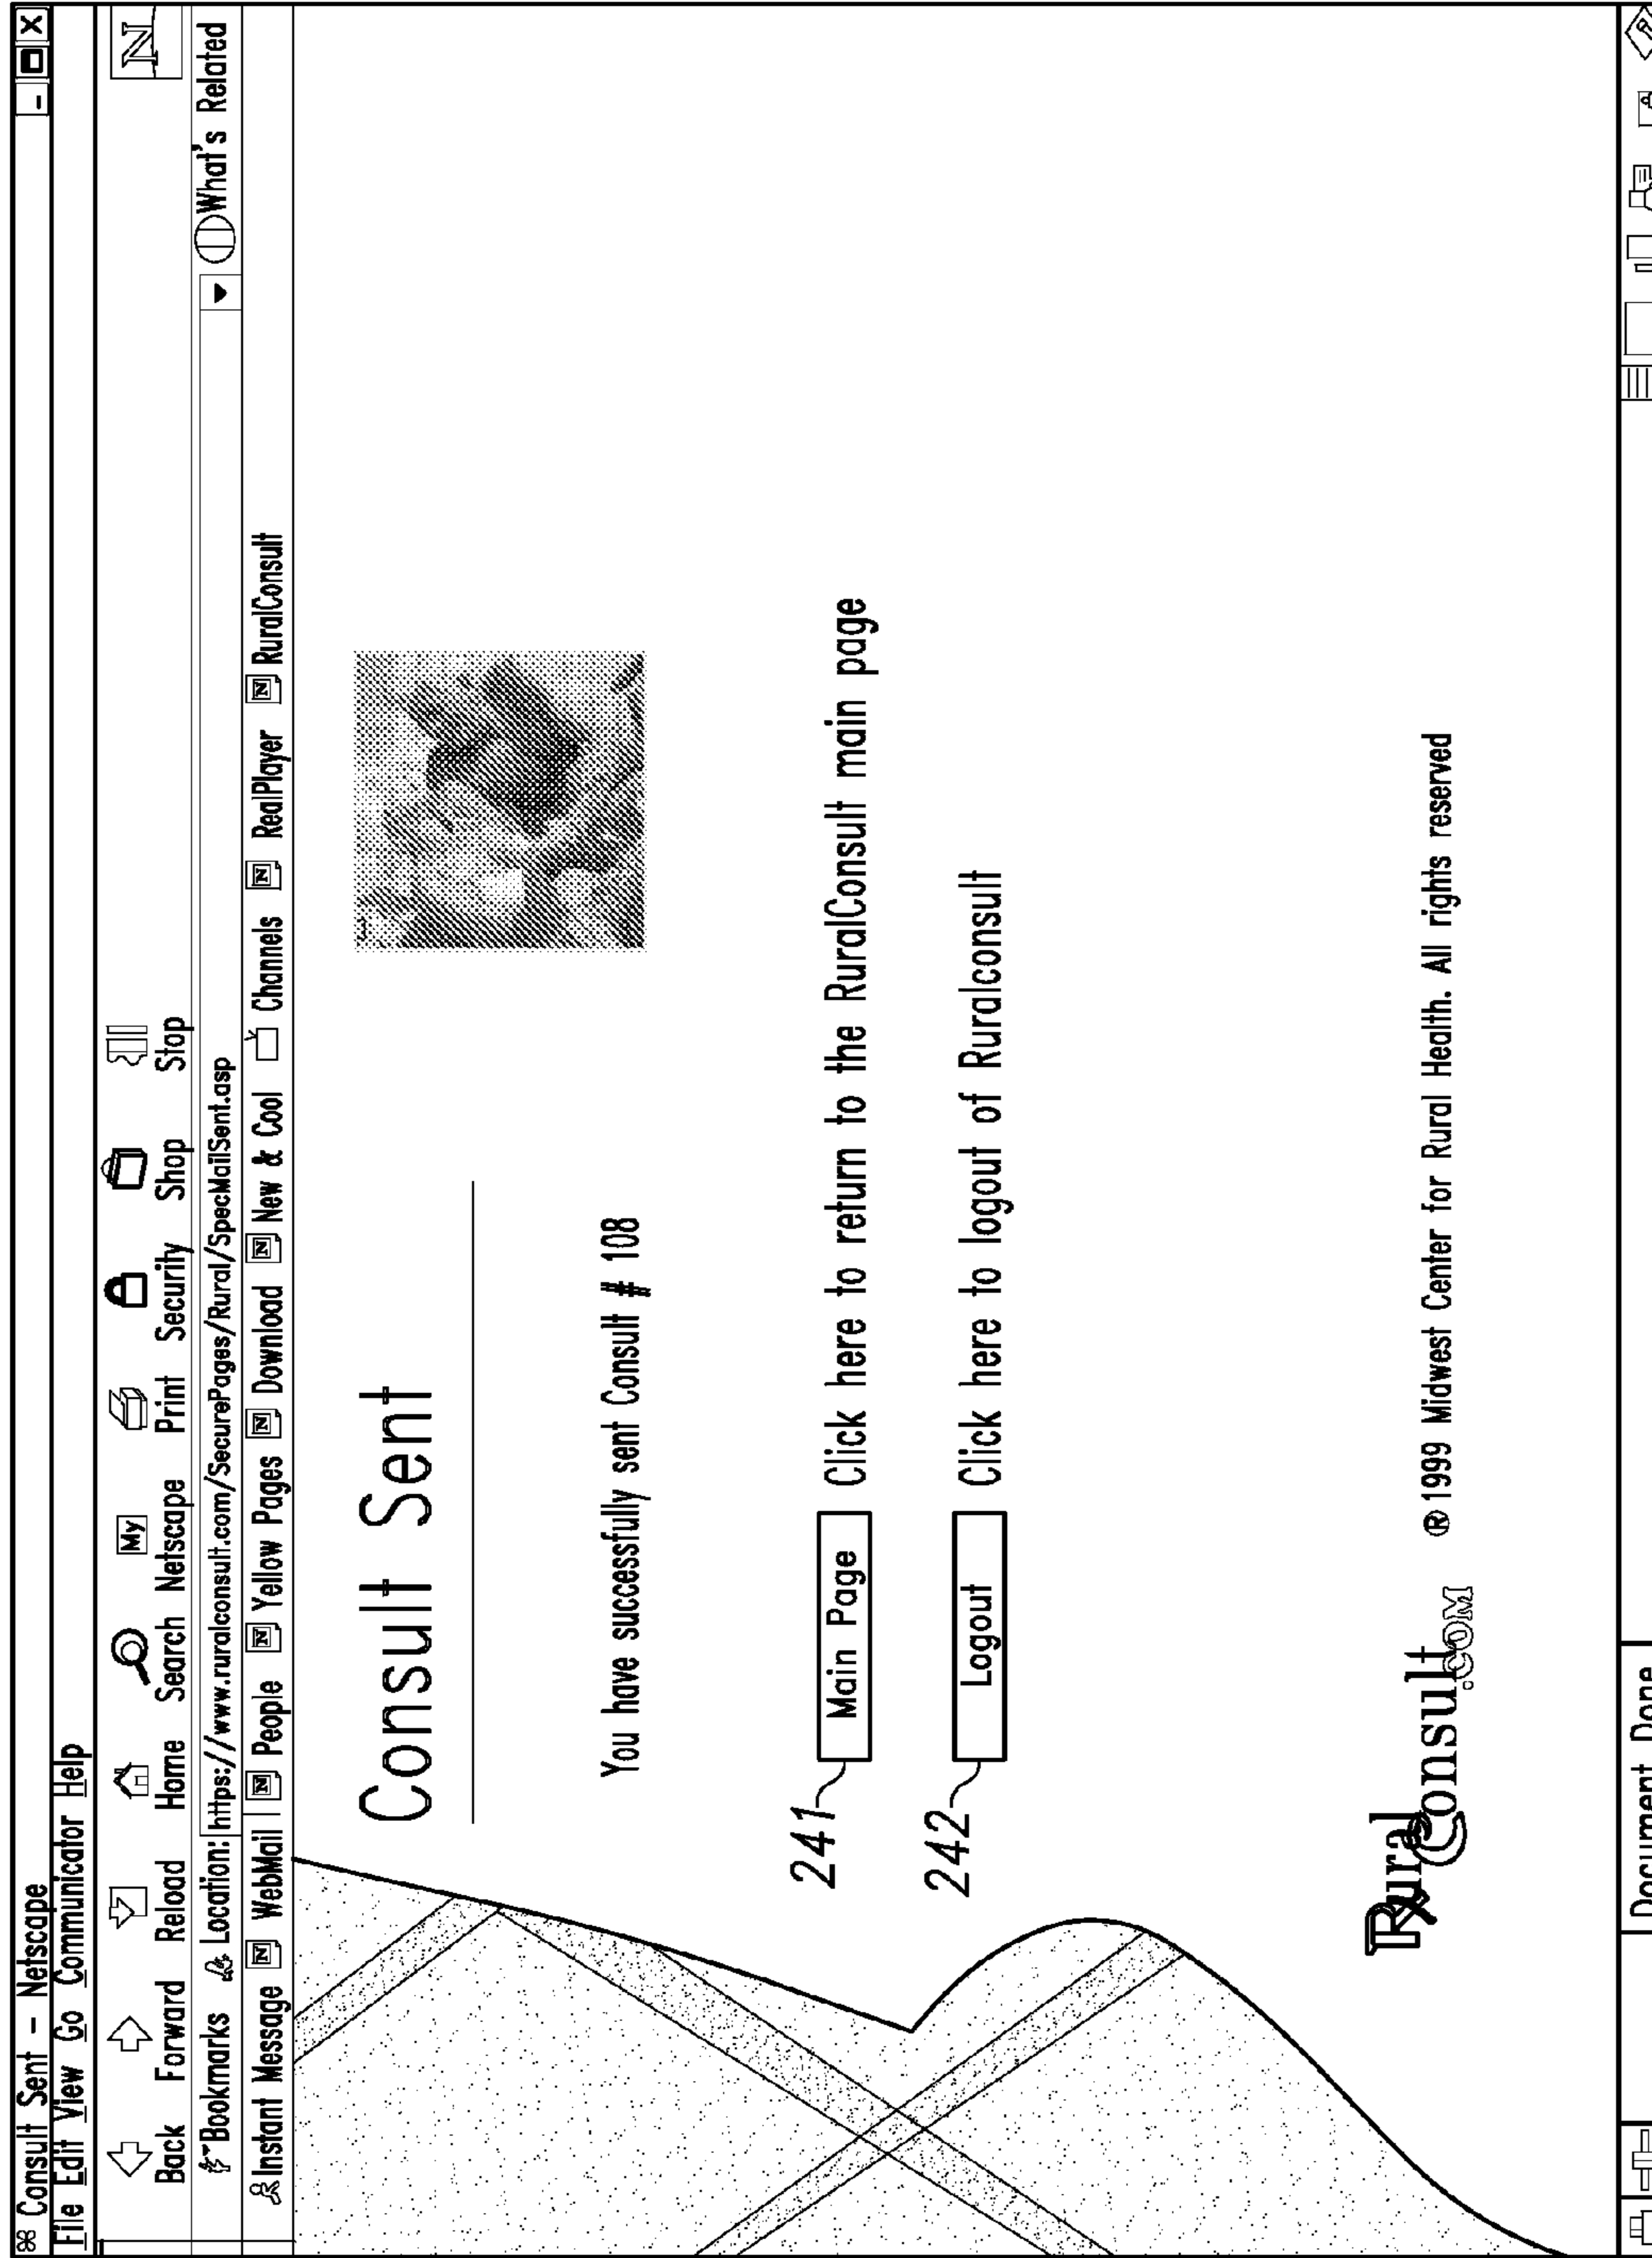 Consult Sent – Netscape
File Edit View Go Communicator Help
N
My
Back Forward Reload Home Search Netscape Print Security Shop Stop
Bookmarks Location: https://www.ruralconsult.com/SecurePages/Rural/SpecMailSent.asp What's Related
Instant Message N WebMail N People N Yellow Pages N Download N New & Cool Channels N RealPlayer N RuralConsult
Consult Sent
You have successfully sent Consult # 108
241 Main Page Click here to return to the RuralConsult main page
242 Logout Click here to logout of Ruralconsult
Rural
Consult.COM ® 1999 Midwest Center for Rural Health. All rights reserved
Document Done